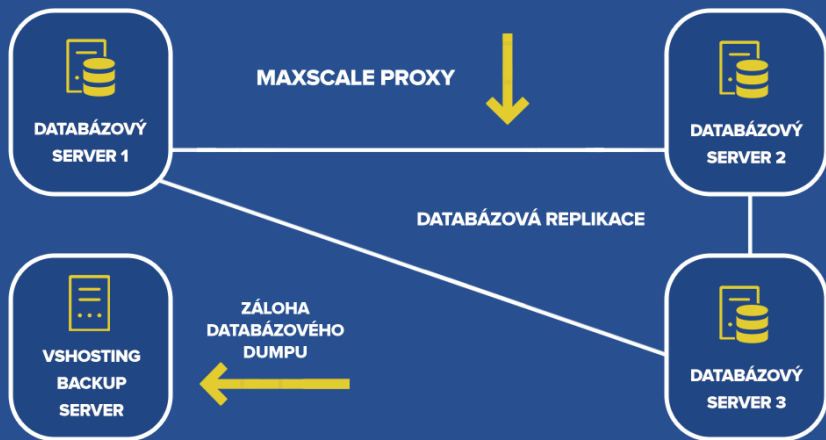 MAXSCALE PROXY
DATABÁZOVÝ
SERVER 1
DATABÁZOVÝ
SERVER 2
DATABÁZOVÁ REPLIKACE
ZÁLOHA
DATABÁZOVÉHO
DUMPU
VSHOSTING
BACKUP
SERVER
DATABÁZOVÝ
SERVER 3